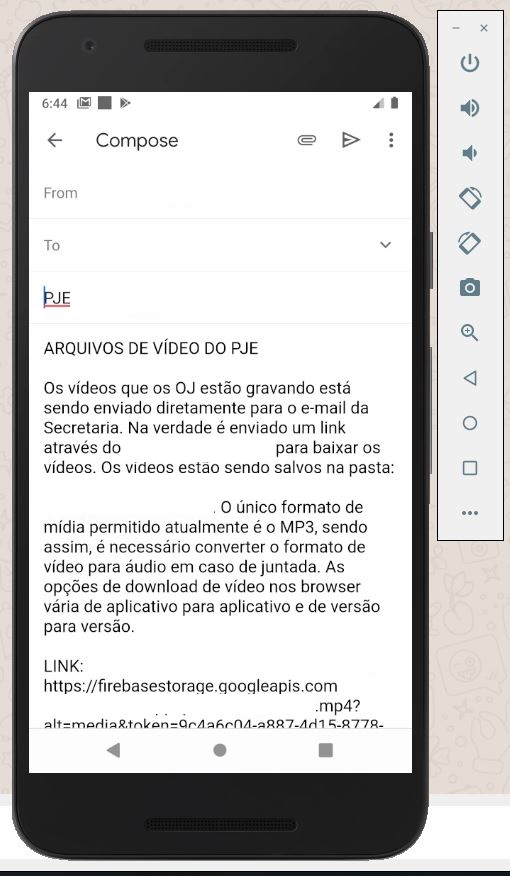 6:44
Compose
From
To
PJE
ARQUIVOS DE VÍDEO DO PJE
Os vídeos que os OJ estão gravando está
sendo enviado diretamente para o e-mail da
Secretaria. Na verdade é enviado um link
através do para baixar os
vídeos. Os videos estão sendo salvos na pasta:
. O único formato de
mídia permitido atualmente é o MP3, sendo
assim, é necessário converter o formato de
vídeo para áudio em caso de juntada. As
opções de download de vídeo nos browser
vária de aplicativo para aplicativo e de versão
para versão.
LINK:
https://firebasestorage.googleapis.com
.mp4?
alt=media&token=9c4a6c04-a887-4d15-8778-